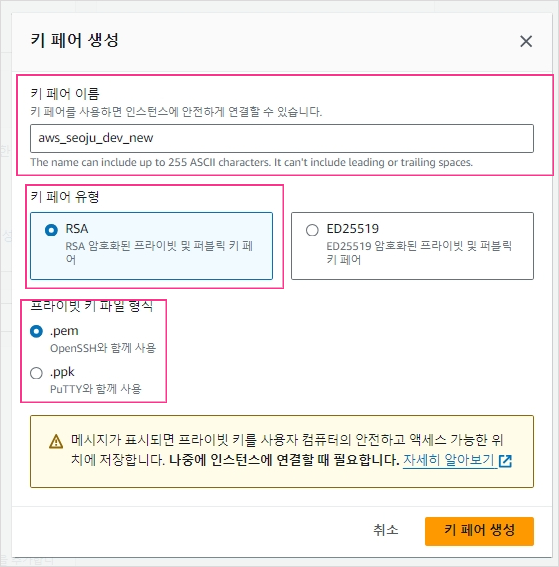 키 페어 생성
키 페어 이름
키 페어를 사용하면 인스턴스에 안전하게 연결할 수 있습니다.
aws_seoju_dev_new
The name can include up to 255 ASCII characters. It can't include leading or trailing spaces.
키 페어 유형
RSA
RSA 암호화된 프라이빗 및 퍼블릭 키 페
어
ED25519
ED25519 암호화된 프라이빗 및 퍼블릭
키 페어
프라이빗 키 파일 형식
.pem
OpenSSH와 함께 사용
.ppk
PuTTY와 함께 사용
메시지가 표시되면 프라이빗 키를 사용자 컴퓨터의 안전하고 액세스 가능한 위
치에 저장합니다. 나중에 인스턴스에 연결할 때 필요합니다. 자세히 알아보기
취소
키 페어 생성